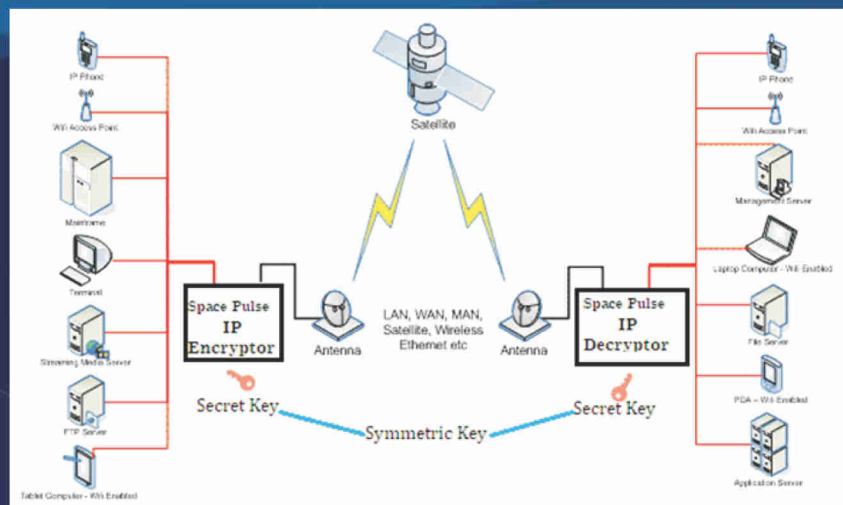 IP Phone
Wifi Access Point
Mainframe
Terminal
Streaming Media Server
FTP Server
Tablet Computer - Wifi Enabled
Space Pulse
IP
Encryptor
Secret Key
Antenna
Satellite
LAN, WAN, MAN,
Satellite, Wireless
Ethernet etc
Symmetric Key
Antenna
Space Pulse
IP
Decryptor
Secret Key
IP Phone
Wifi Access Point
Management Server
Laptop Computer - Wifi Enabled
File Server
PDA - Wifi Enabled
Application Server